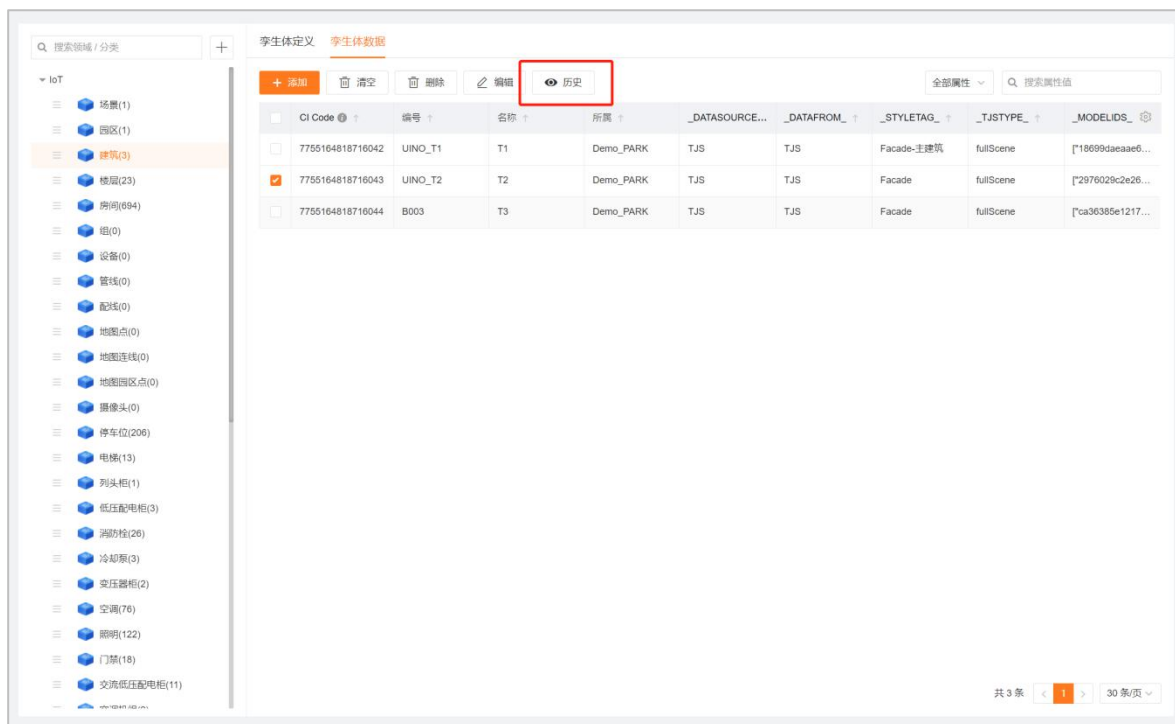 搜索领域 / 分类
IoT
场景(1)
园区(1)
建筑(3)
楼层(23)
房间(694)
组(0)
设备(0)
管线(0)
配线(0)
地图点(0)
地图连线(0)
地图园区点(0)
摄像头(0)
停车位(206)
电梯(13)
列头柜(1)
低压配电柜(3)
消防栓(26)
冷却泵(3)
变压器柜(2)
空调(76)
照明(122)
门禁(18)
交流低压配电柜(11)
孪生体定义 孪生体数据
+ 添加 清空 删除 编辑 历史 全部属性 搜索属性值
CI Code 编号 名称 所属 _DATASOURCE... _DATAFROM_ _STYLETAG_ _TJSTYPE_ _MODELIDS_
7755164818716042 UINO_T1 T1 Demo_PARK TJS TJS Facade-主建筑 fullScene ["18699daeaae6...
7755164818716043 UINO_T2 T2 Demo_PARK TJS TJS Facade fullScene ["2976029c2e26...
7755164818716044 B003 T3 Demo_PARK TJS TJS Facade fullScene ["ca36385e1217...
共 3 条 < 1 > 30 条/页